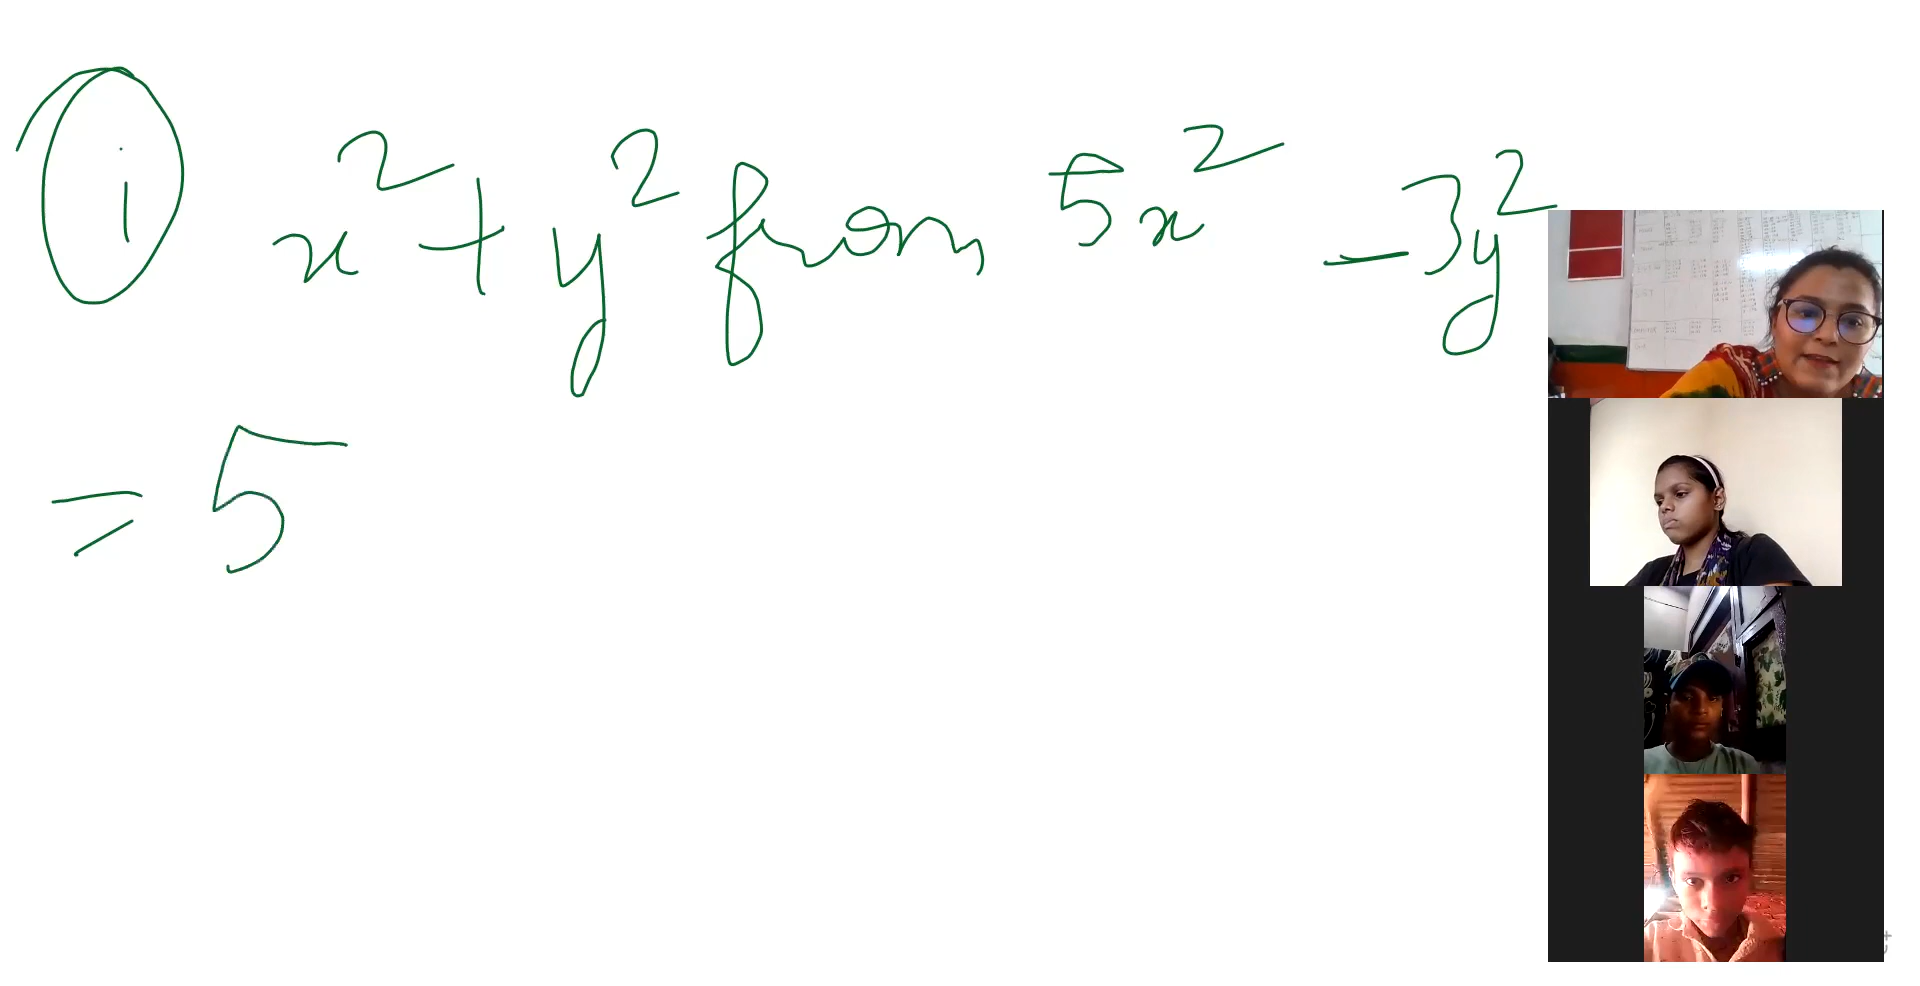 i x² + y² from 5x² - 3y²
= 5